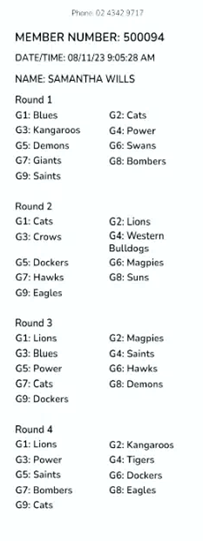 Phone: 02 4342 9717
MEMBER NUMBER: 500094
DATE/TIME: 08/11/23 9:05:28 AM
NAME: SAMANTHA WILLS
Round 1
G1: Blues G2: Cats
G3: Kangaroos G4: Power
G5: Demons G6: Swans
G7: Giants G8: Bombers
G9: Saints
Round 2
G1: Cats G2: Lions
G3: Crows G4: Western
Bulldogs
G5: Dockers G6: Magpies
G7: Hawks G8: Suns
G9: Eagles
Round 3
G1: Lions G2: Magpies
G3: Blues G4: Saints
G5: Power G6: Hawks
G7: Cats G8: Demons
G9: Dockers
Round 4
G1: Lions G2: Kangaroos
G3: Power G4: Tigers
G5: Saints G6: Dockers
G7: Bombers G8: Eagles
G9: Cats